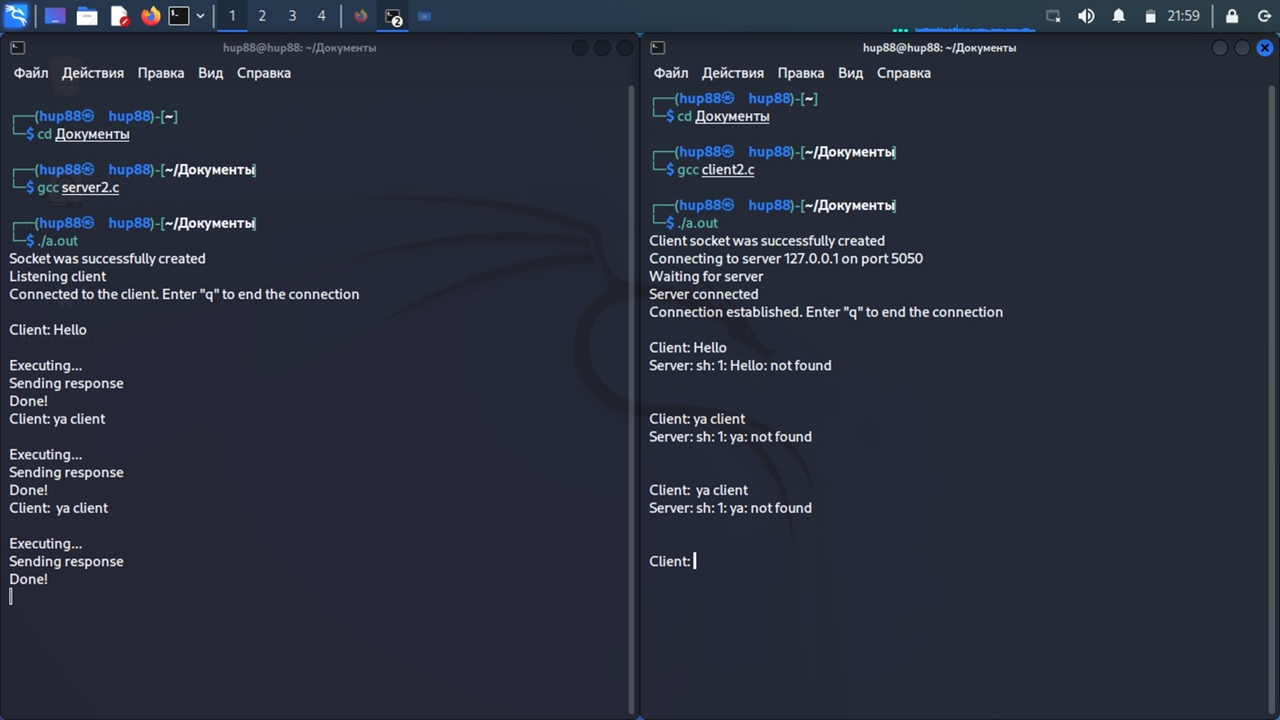 1 2 3 4 2 21:59
hup88@hup88: ~/Документы
Файл Действия Правка Вид Справка
┌──(hup88㉿ hup88)-[~]
└─$ cd Документы
┌──(hup88㉿ hup88)-[~/Документы]
└─$ gcc server2.c
┌──(hup88㉿ hup88)-[~/Документы]
└─$ ./a.out
Socket was successfully created
Listening client
Connected to the client. Enter "q" to end the connection
Client: Hello
Executing...
Sending response
Done!
Client: ya client
Executing...
Sending response
Done!
Client:  ya client
Executing...
Sending response
Done!
hup88@hup88: ~/Документы
Файл Действия Правка Вид Справка
┌──(hup88㉿ hup88)-[~]
└─$ cd Документы
┌──(hup88㉿ hup88)-[~/Документы]
└─$ gcc client2.c
┌──(hup88㉿ hup88)-[~/Документы]
└─$ ./a.out
Client socket was successfully created
Connecting to server 127.0.0.1 on port 5050
Waiting for server
Server connected
Connection established. Enter "q" to end the connection
Client: Hello
Server: sh: 1: Hello: not found
Client: ya client
Server: sh: 1: ya: not found
Client:  ya client
Server: sh: 1: ya: not found
Client: